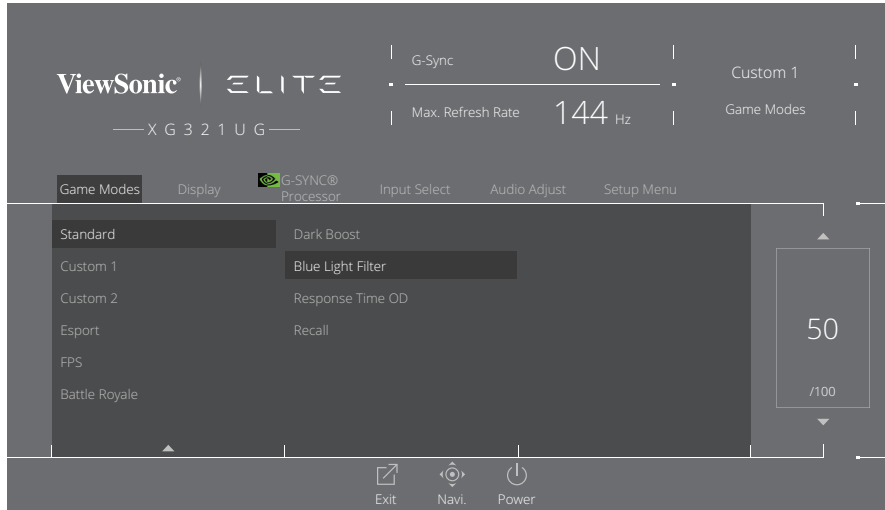 ViewSonic® | ELITE
XG321UG
G-Sync ON
Max. Refresh Rate 144 Hz
Custom 1
Game Modes
Game Modes Display G-SYNC® Processor Input Select Audio Adjust Setup Menu
Standard Dark Boost
Custom 1 Blue Light Filter
Custom 2 Response Time OD
Esport Recall
FPS
Battle Royale
50
/100
Exit Navi. Power